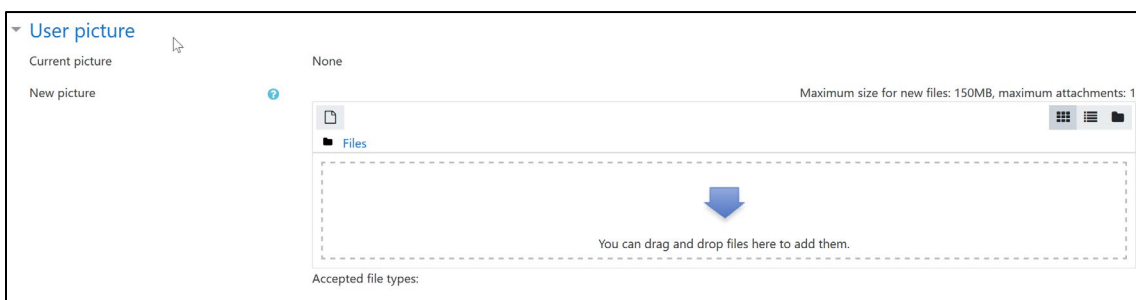 User picture
Current picture None
New picture Maximum size for new files: 150MB, maximum attachments: 1
Files
You can drag and drop files here to add them.
Accepted file types: